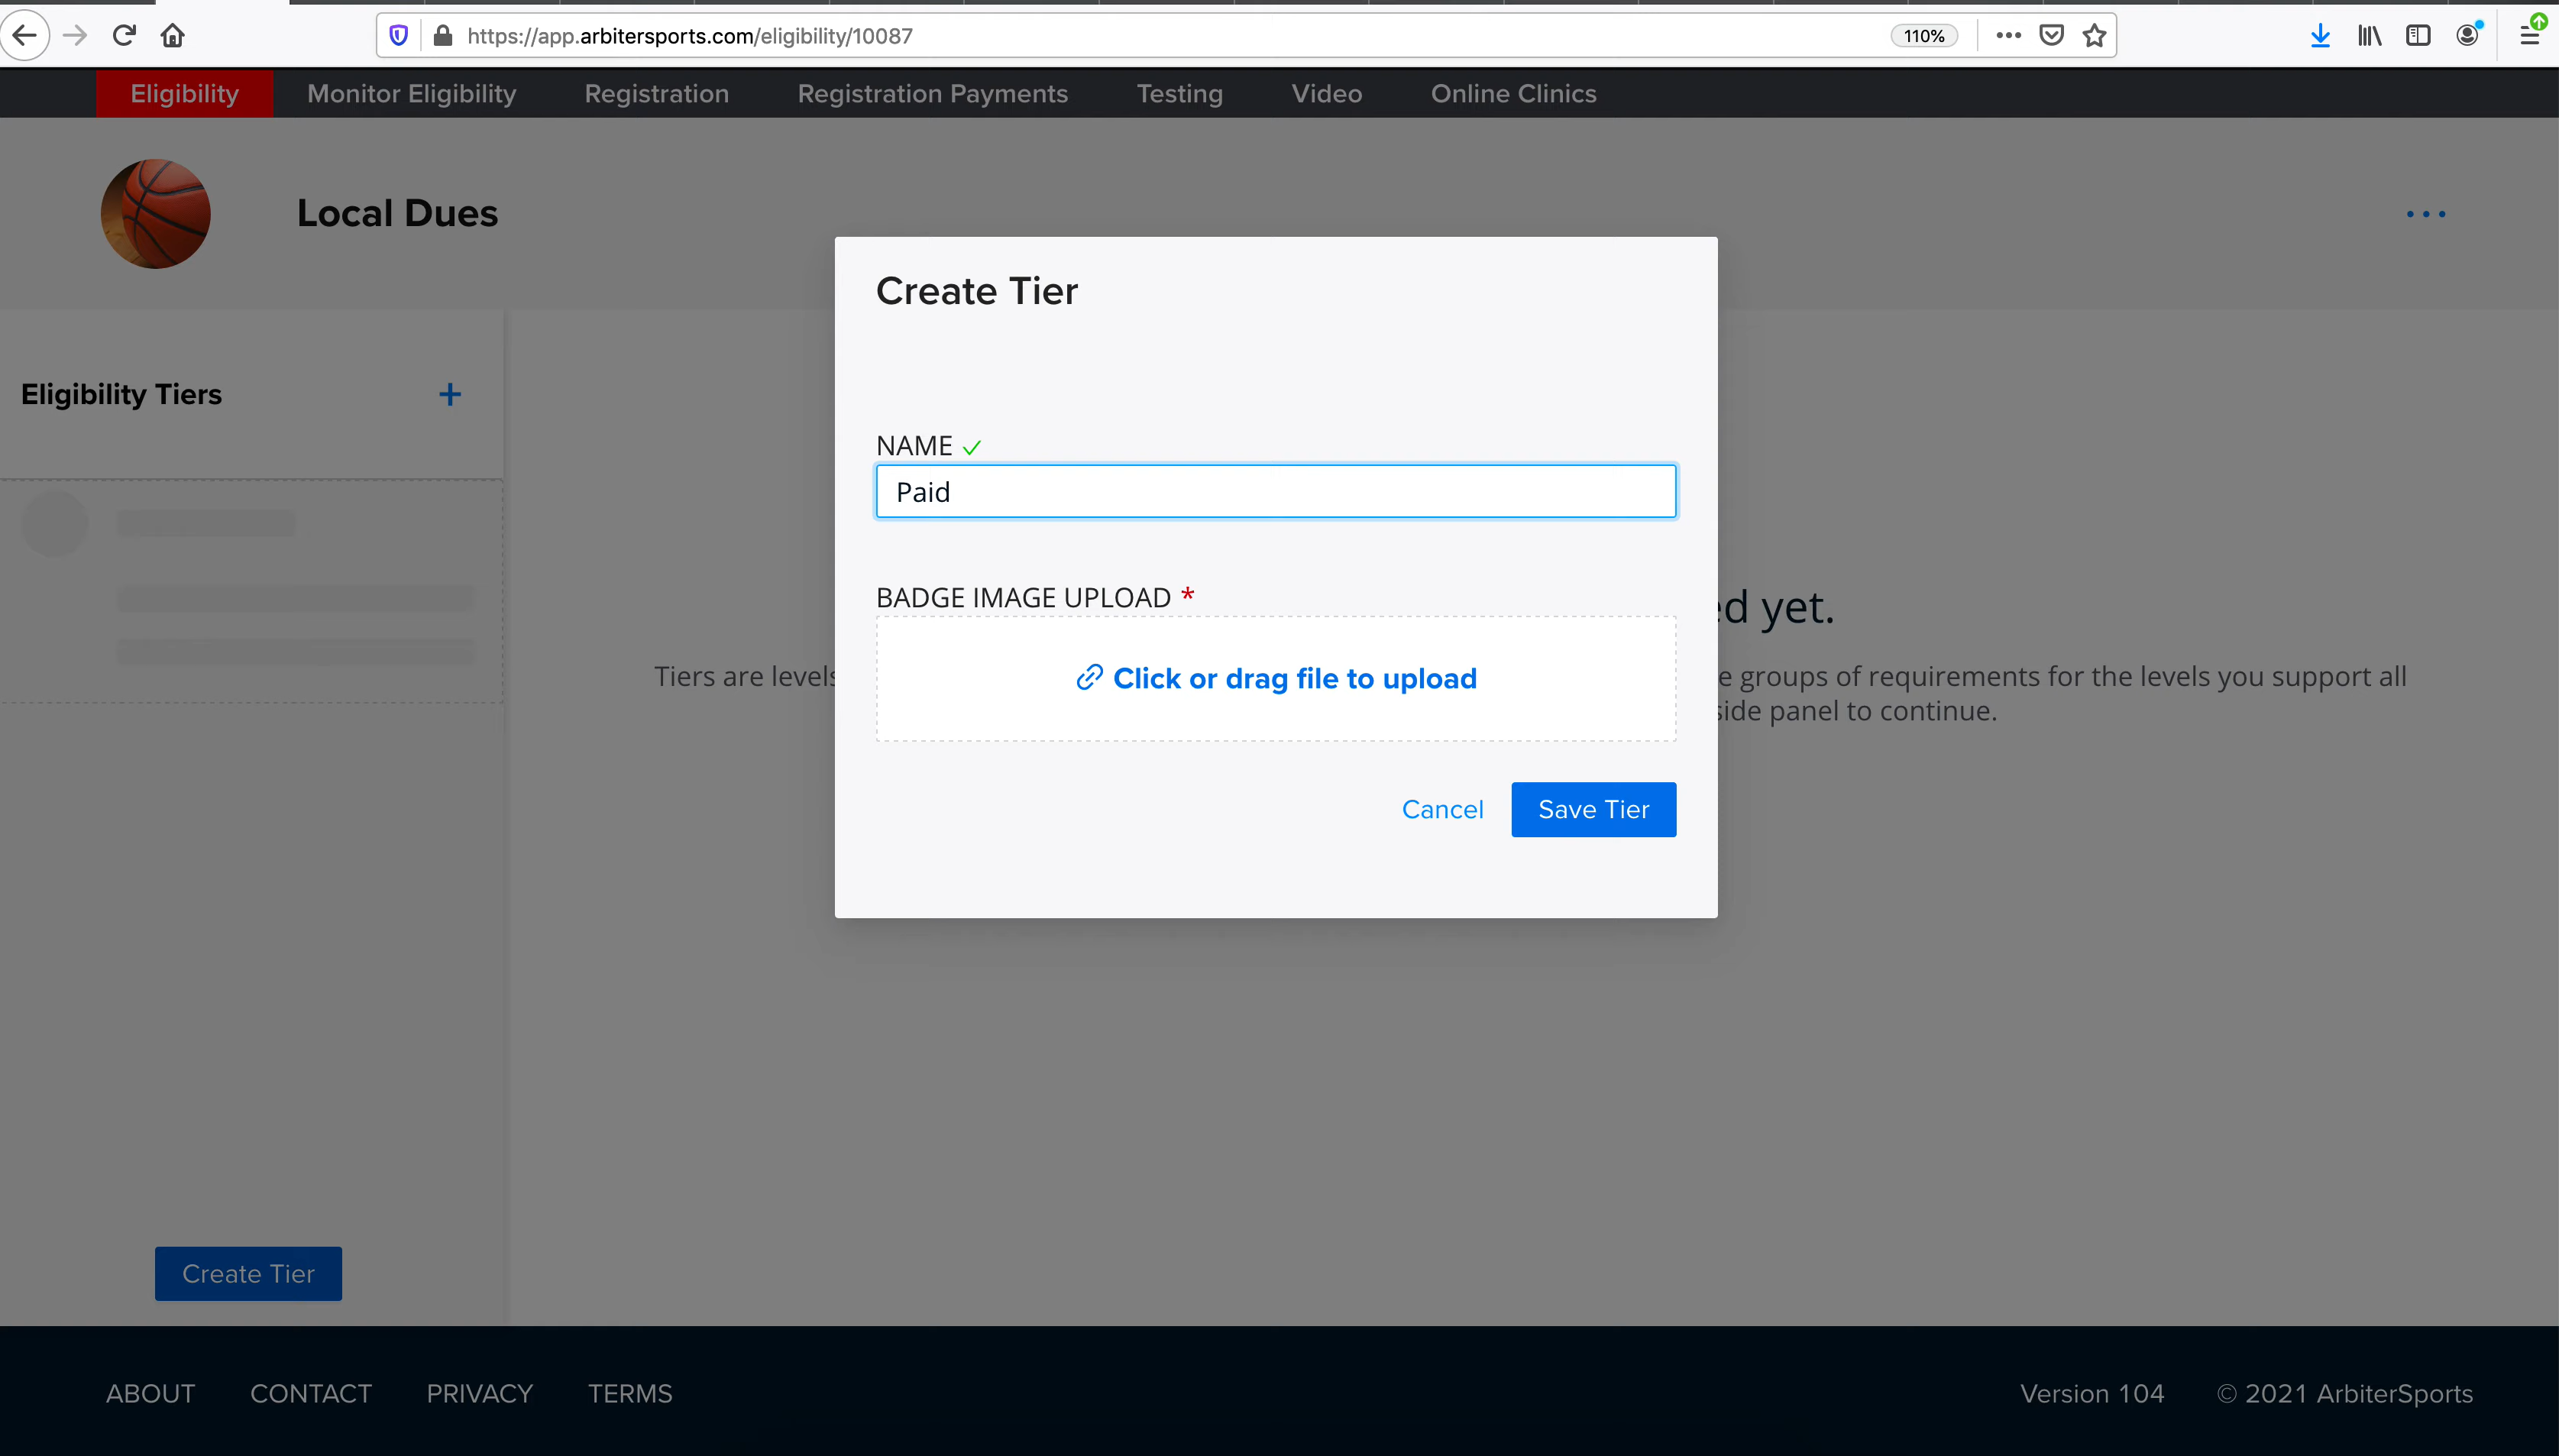 https://app.arbitersports.com/eligibility/10087
110%
Eligibility Monitor Eligibility Registration Registration Payments Testing Video Online Clinics
Local Dues
Create Tier
Eligibility Tiers +
NAME
Paid
BADGE IMAGE UPLOAD *
ed yet.
Click or drag file to upload
Tiers are levels
e groups of requirements for the levels you support all
side panel to continue.
Cancel Save Tier
Create Tier
ABOUT CONTACT PRIVACY TERMS Version 104 © 2021 ArbiterSports